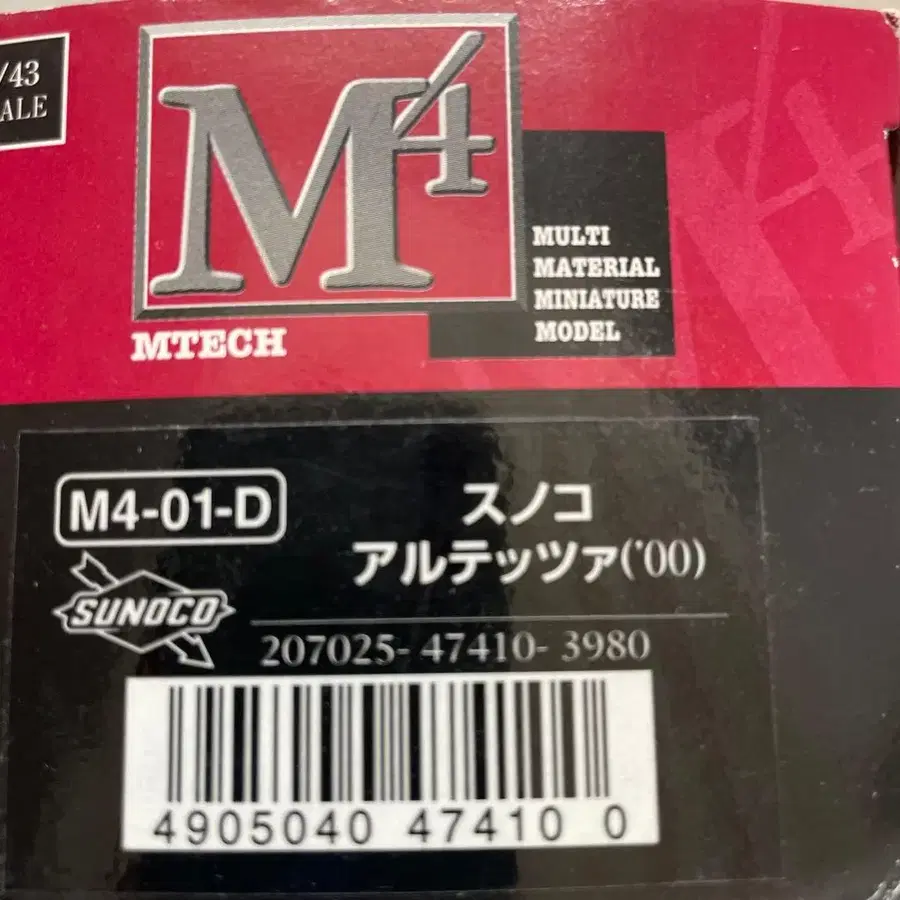 /43
ALE
M4
MULTI
MATERIAL
MINIATURE
MODEL
MTECH
M4-01-D
スノコ
アルテッツァ('00)
SUNOCO
207025-47410-3980
4905040 47410 0